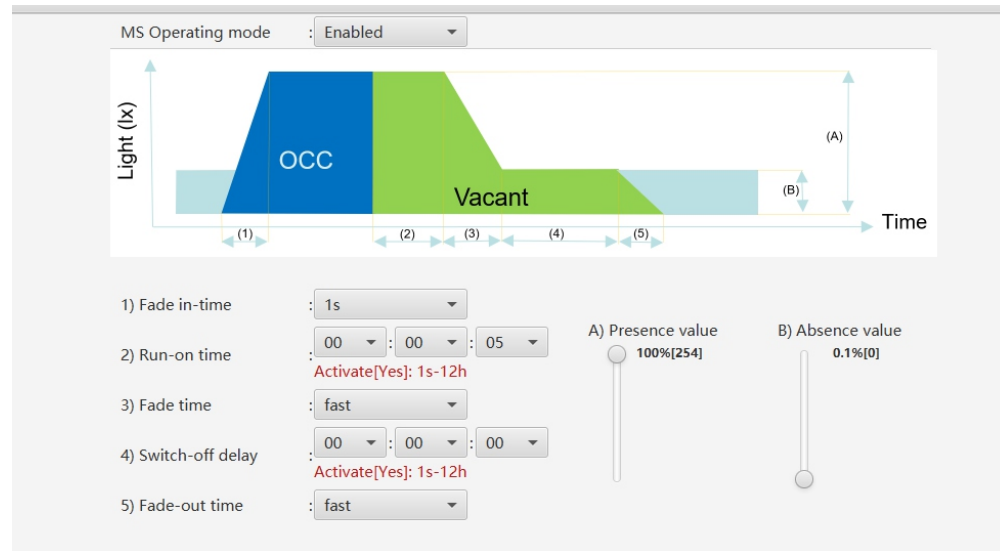 MS Operating mode : Enabled
Light (lx)
OCC
Vacant
(A)
(B)
Time
(1) (2) (3) (4) (5)
1) Fade in-time : 1s
A) Presence value B) Absence value
100%[254] 0.1%[0]
2) Run-on time : 00 : 00 : 05
Activate[Yes]: 1s-12h
3) Fade time : fast
4) Switch-off delay : 00 : 00 : 00
Activate[Yes]: 1s-12h
5) Fade-out time : fast